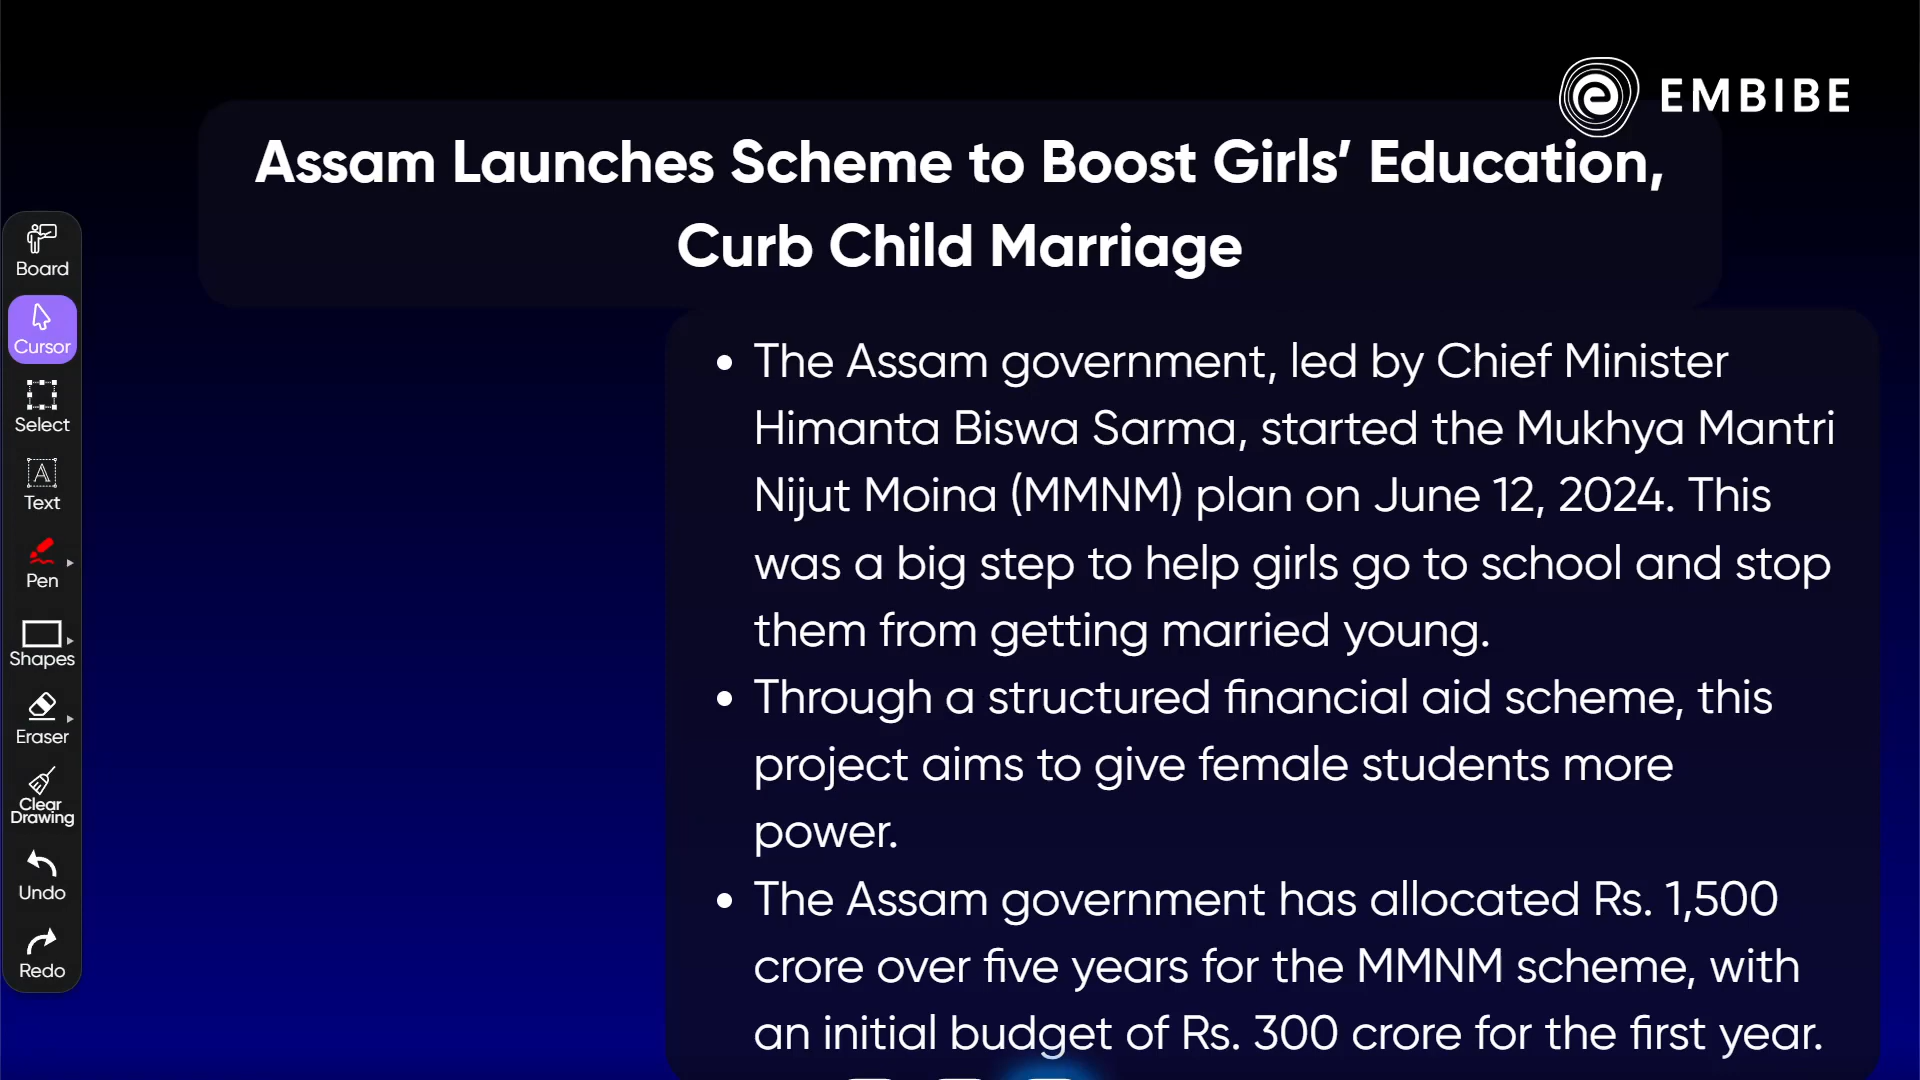 EMBIBE
Assam Launches Scheme to Boost Girls’ Education,
Curb Child Marriage
Board
Cursor
Select
A
Text
Pen
Shapes
Eraser
Clear
Drawing
Undo
Redo
• The Assam government, led by Chief Minister
Himanta Biswa Sarma, started the Mukhya Mantri
Nijut Moina (MMNM) plan on June 12, 2024. This
was a big step to help girls go to school and stop
them from getting married young.
• Through a structured financial aid scheme, this
project aims to give female students more
power.
• The Assam government has allocated Rs. 1,500
crore over five years for the MMNM scheme, with
an initial budget of Rs. 300 crore for the first year.